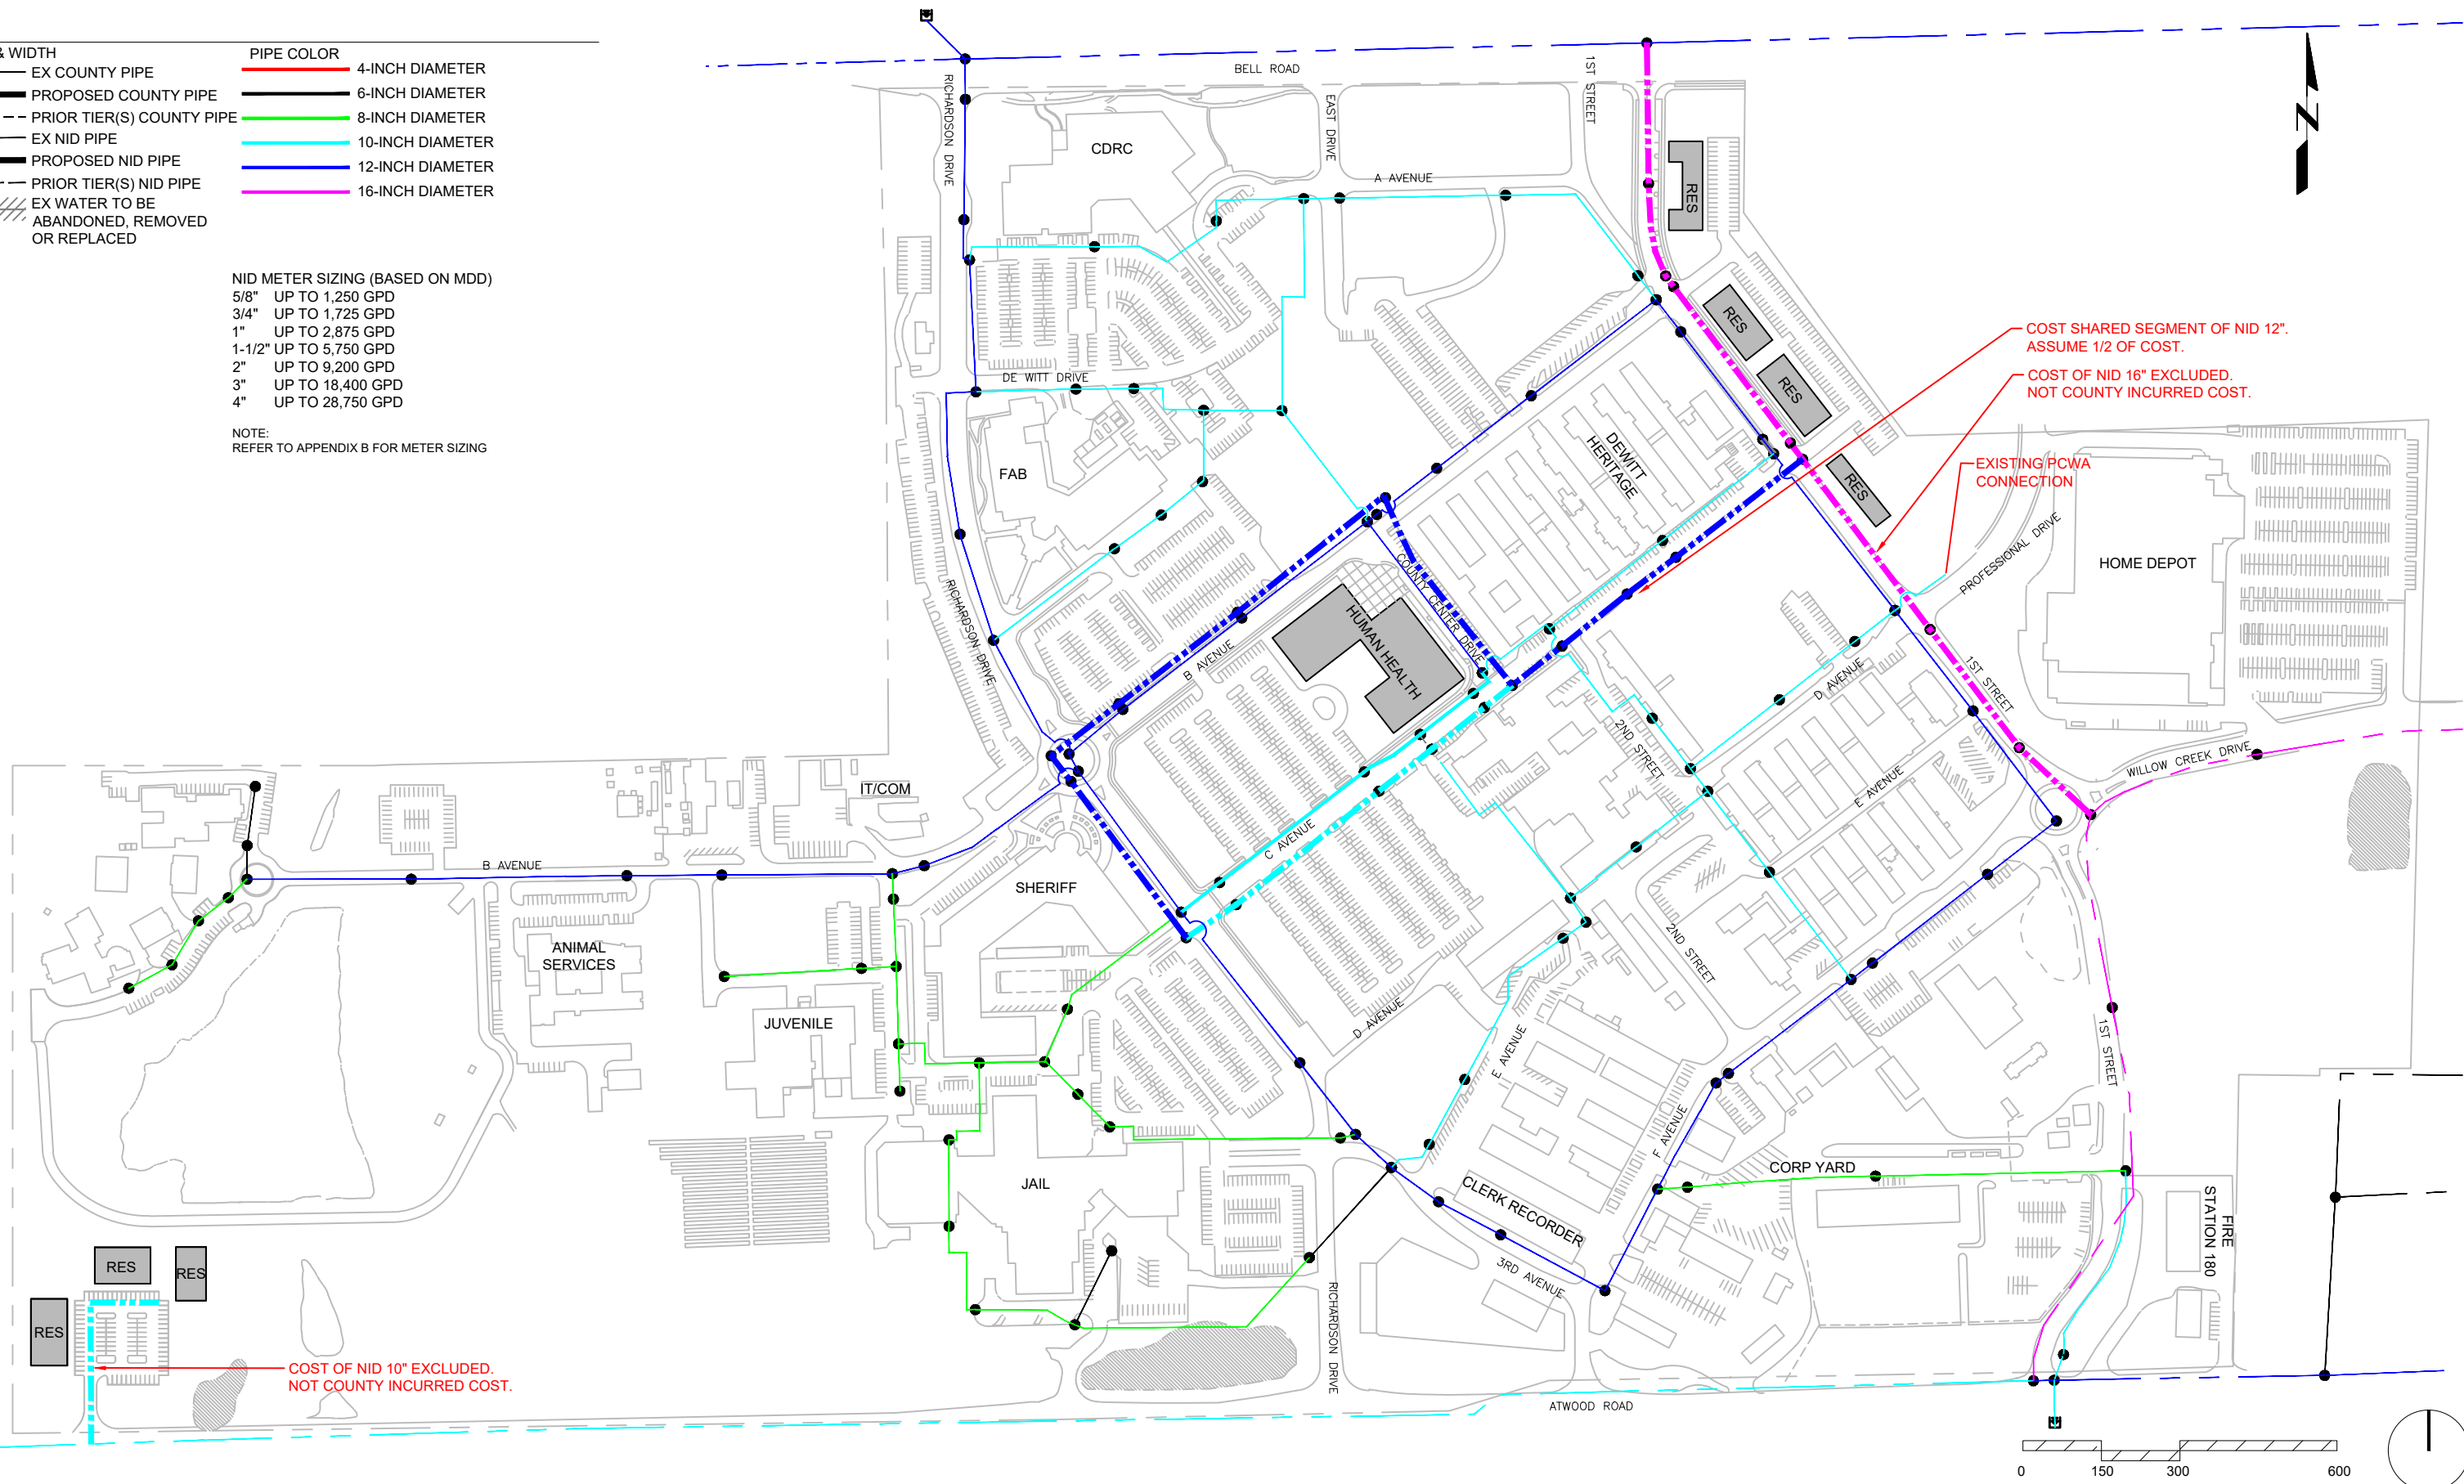 & WIDTH
EX COUNTY PIPE
PROPOSED COUNTY PIPE
PRIOR TIER(S) COUNTY PIPE
EX NID PIPE
PROPOSED NID PIPE
PRIOR TIER(S) NID PIPE
EX WATER TO BE
ABANDONED, REMOVED
OR REPLACED
PIPE COLOR
4-INCH DIAMETER
6-INCH DIAMETER
8-INCH DIAMETER
10-INCH DIAMETER
12-INCH DIAMETER
16-INCH DIAMETER
NID METER SIZING (BASED ON MDD)
5/8" UP TO 1,250 GPD
3/4" UP TO 1,725 GPD
1" UP TO 2,875 GPD
1-1/2" UP TO 5,750 GPD
2" UP TO 9,200 GPD
3" UP TO 18,400 GPD
4" UP TO 28,750 GPD
NOTE:
REFER TO APPENDIX B FOR METER SIZING
BELL ROAD
RICHARDSON DRIVE
EAST DRIVE
1ST STREET
CDRC
A AVENUE
RES
RES
RES
RES
COST SHARED SEGMENT OF NID 12".
ASSUME 1/2 OF COST.
COST OF NID 16" EXCLUDED.
NOT COUNTY INCURRED COST.
EXISTING PCWA
CONNECTION
DE WITT DRIVE
FAB
DEWITT
HERITAGE
PROFESSIONAL DRIVE
HOME DEPOT
COUNTY CENTER DRIVE
HUMAN HEALTH
RICHARDSON DRIVE
B AVENUE
D AVENUE
1ST STREET
2ND STREET
WILLOW CREEK DRIVE
E AVENUE
IT/COM
C AVENUE
B AVENUE
SHERIFF
ANIMAL
SERVICES
2ND STREET
JUVENILE
D AVENUE
E AVENUE
1ST STREET
F AVENUE
CORP YARD
JAIL
CLERK RECORDER
FIRE
STATION 180
3RD AVENUE
RICHARDSON DRIVE
RES
RES
RES
COST OF NID 10" EXCLUDED.
NOT COUNTY INCURRED COST.
ATWOOD ROAD
0 150 300 600
N